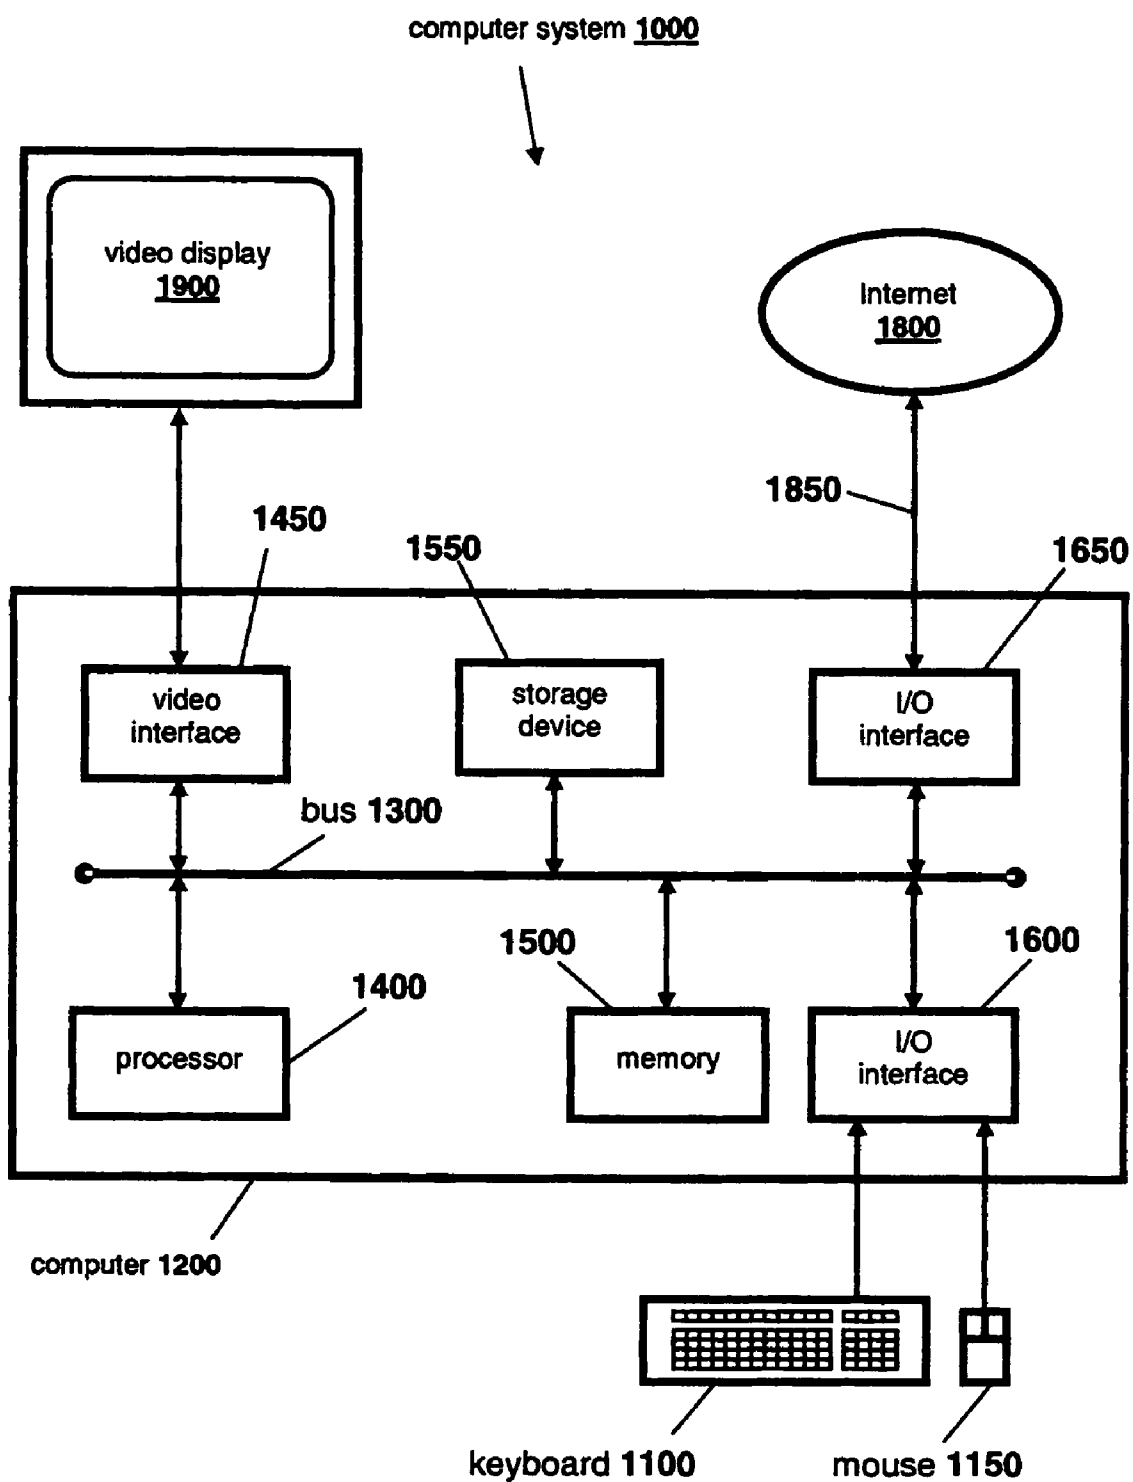 computer system 1000
video display
1900
Internet
1800
1850
1450
1550
1650
video
interface
storage
device
I/O
interface
bus 1300
1500
1600
1400
processor
memory
I/O
interface
computer 1200
keyboard 1100
mouse 1150